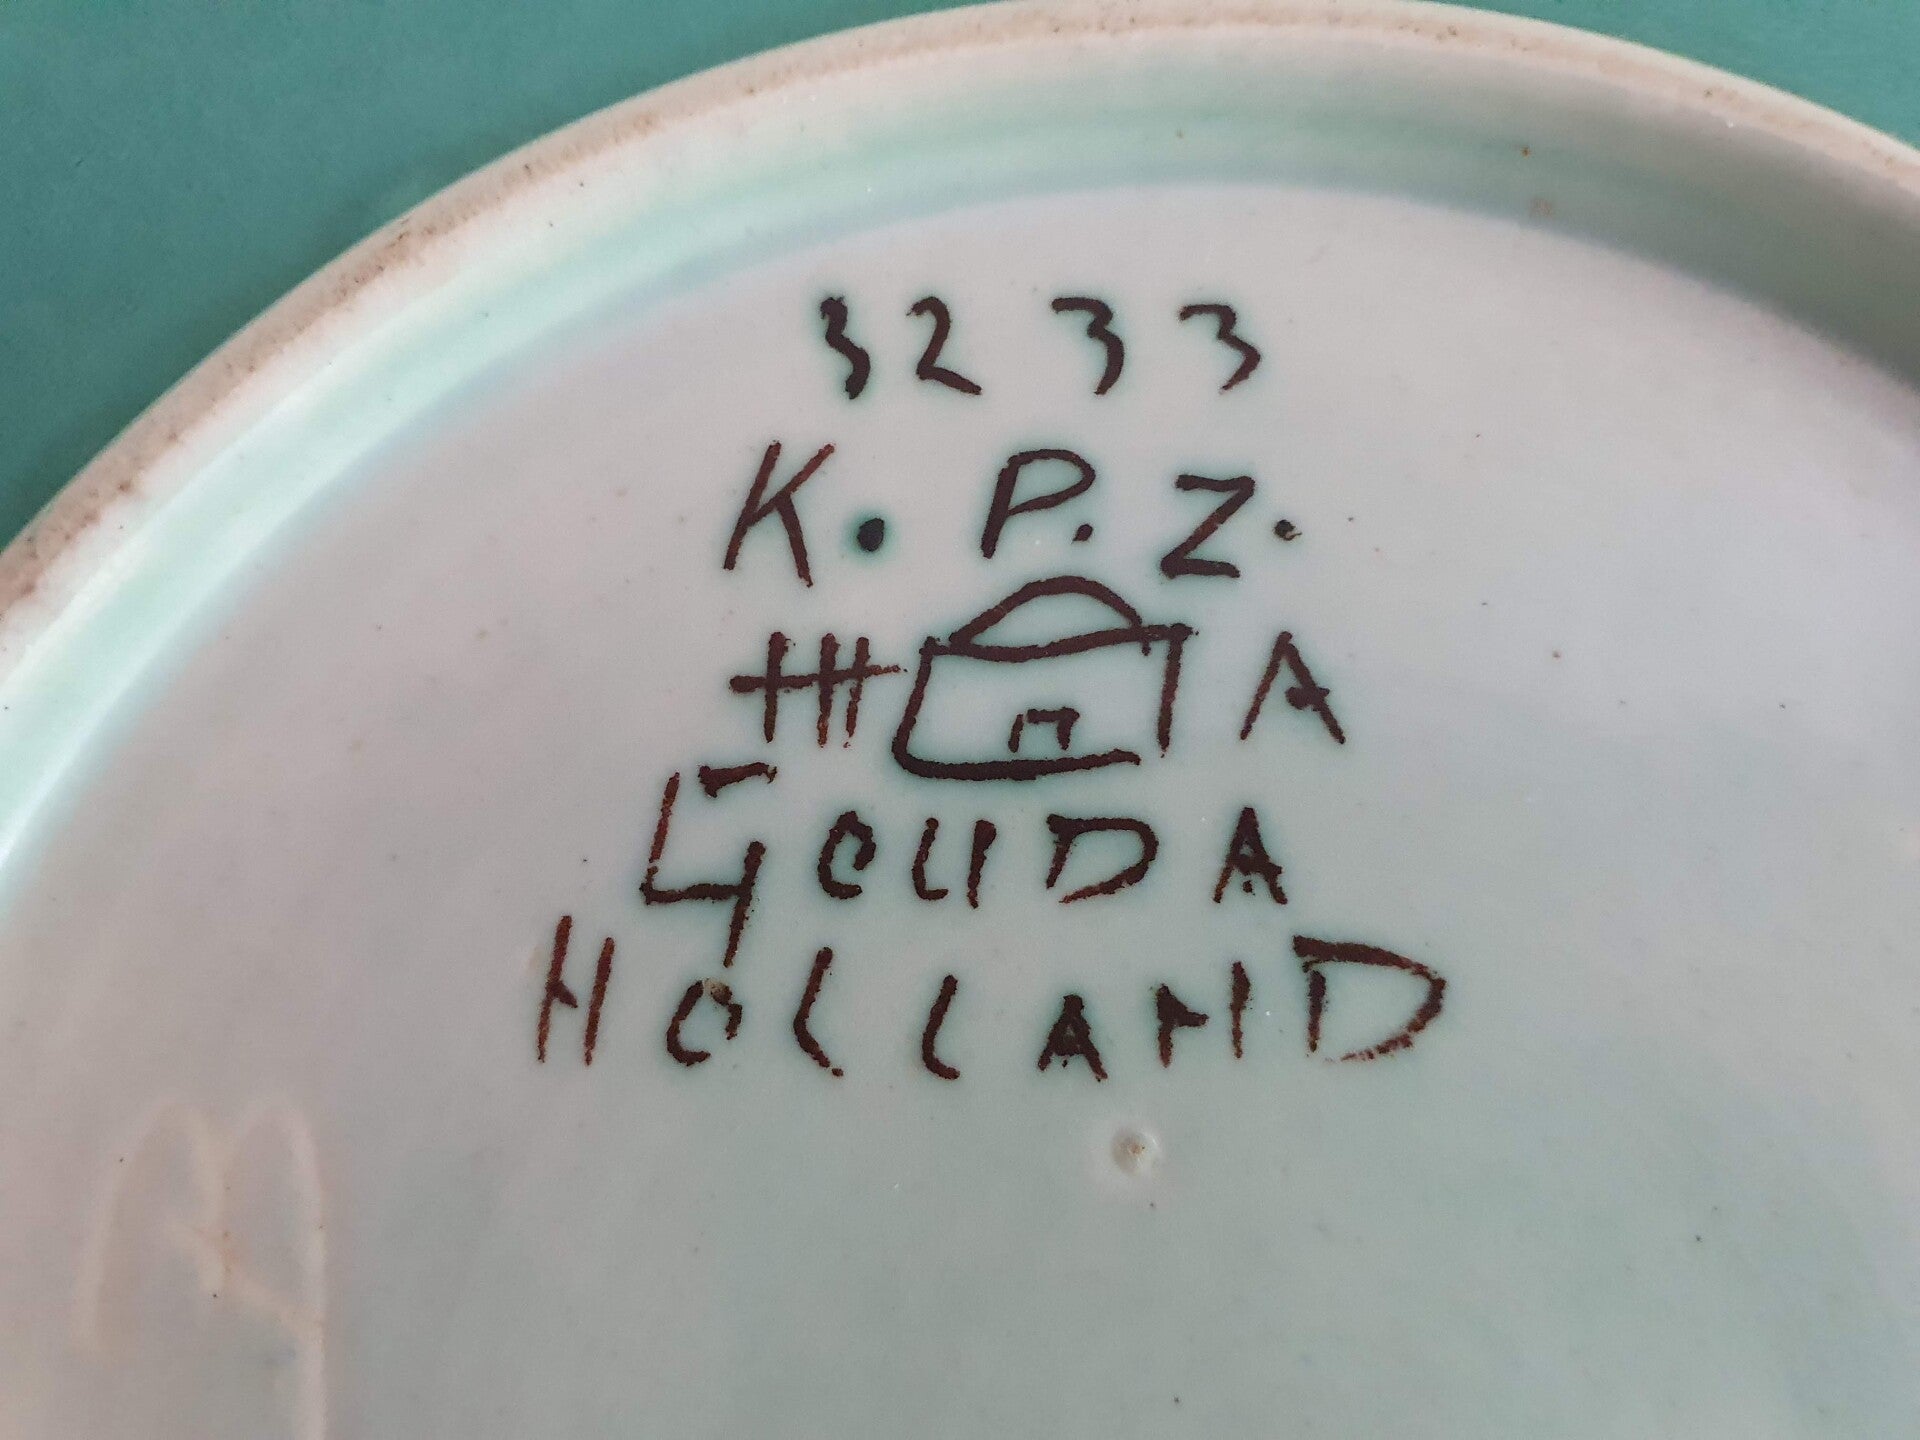 3233
K. P. Z.
A
GOUDA
HOLLAND